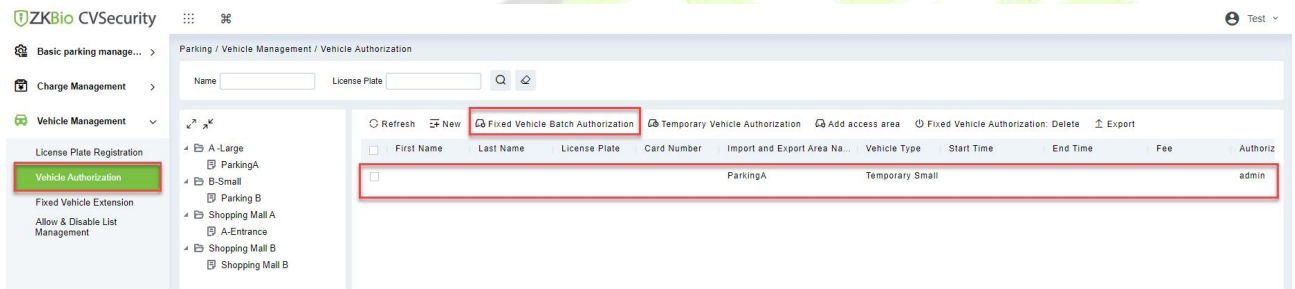 ZKBio CVSecurity
Test
Basic parking manage...
Charge Management
Vehicle Management
License Plate Registration
Vehicle Authorization
Fixed Vehicle Extension
Allow & Disable List
Management
Parking / Vehicle Management / Vehicle Authorization
Name License Plate
A -Large
ParkingA
B-Small
Parking B
Shopping Mall A
A-Entrance
Shopping Mall B
Shopping Mall B
Refresh New Fixed Vehicle Batch Authorization Temporary Vehicle Authorization Add access area Fixed Vehicle Authorization: Delete Export
First Name Last Name License Plate Card Number Import and Export Area Na... Vehicle Type Start Time End Time Fee Authoriz
ParkingA Temporary Small admin